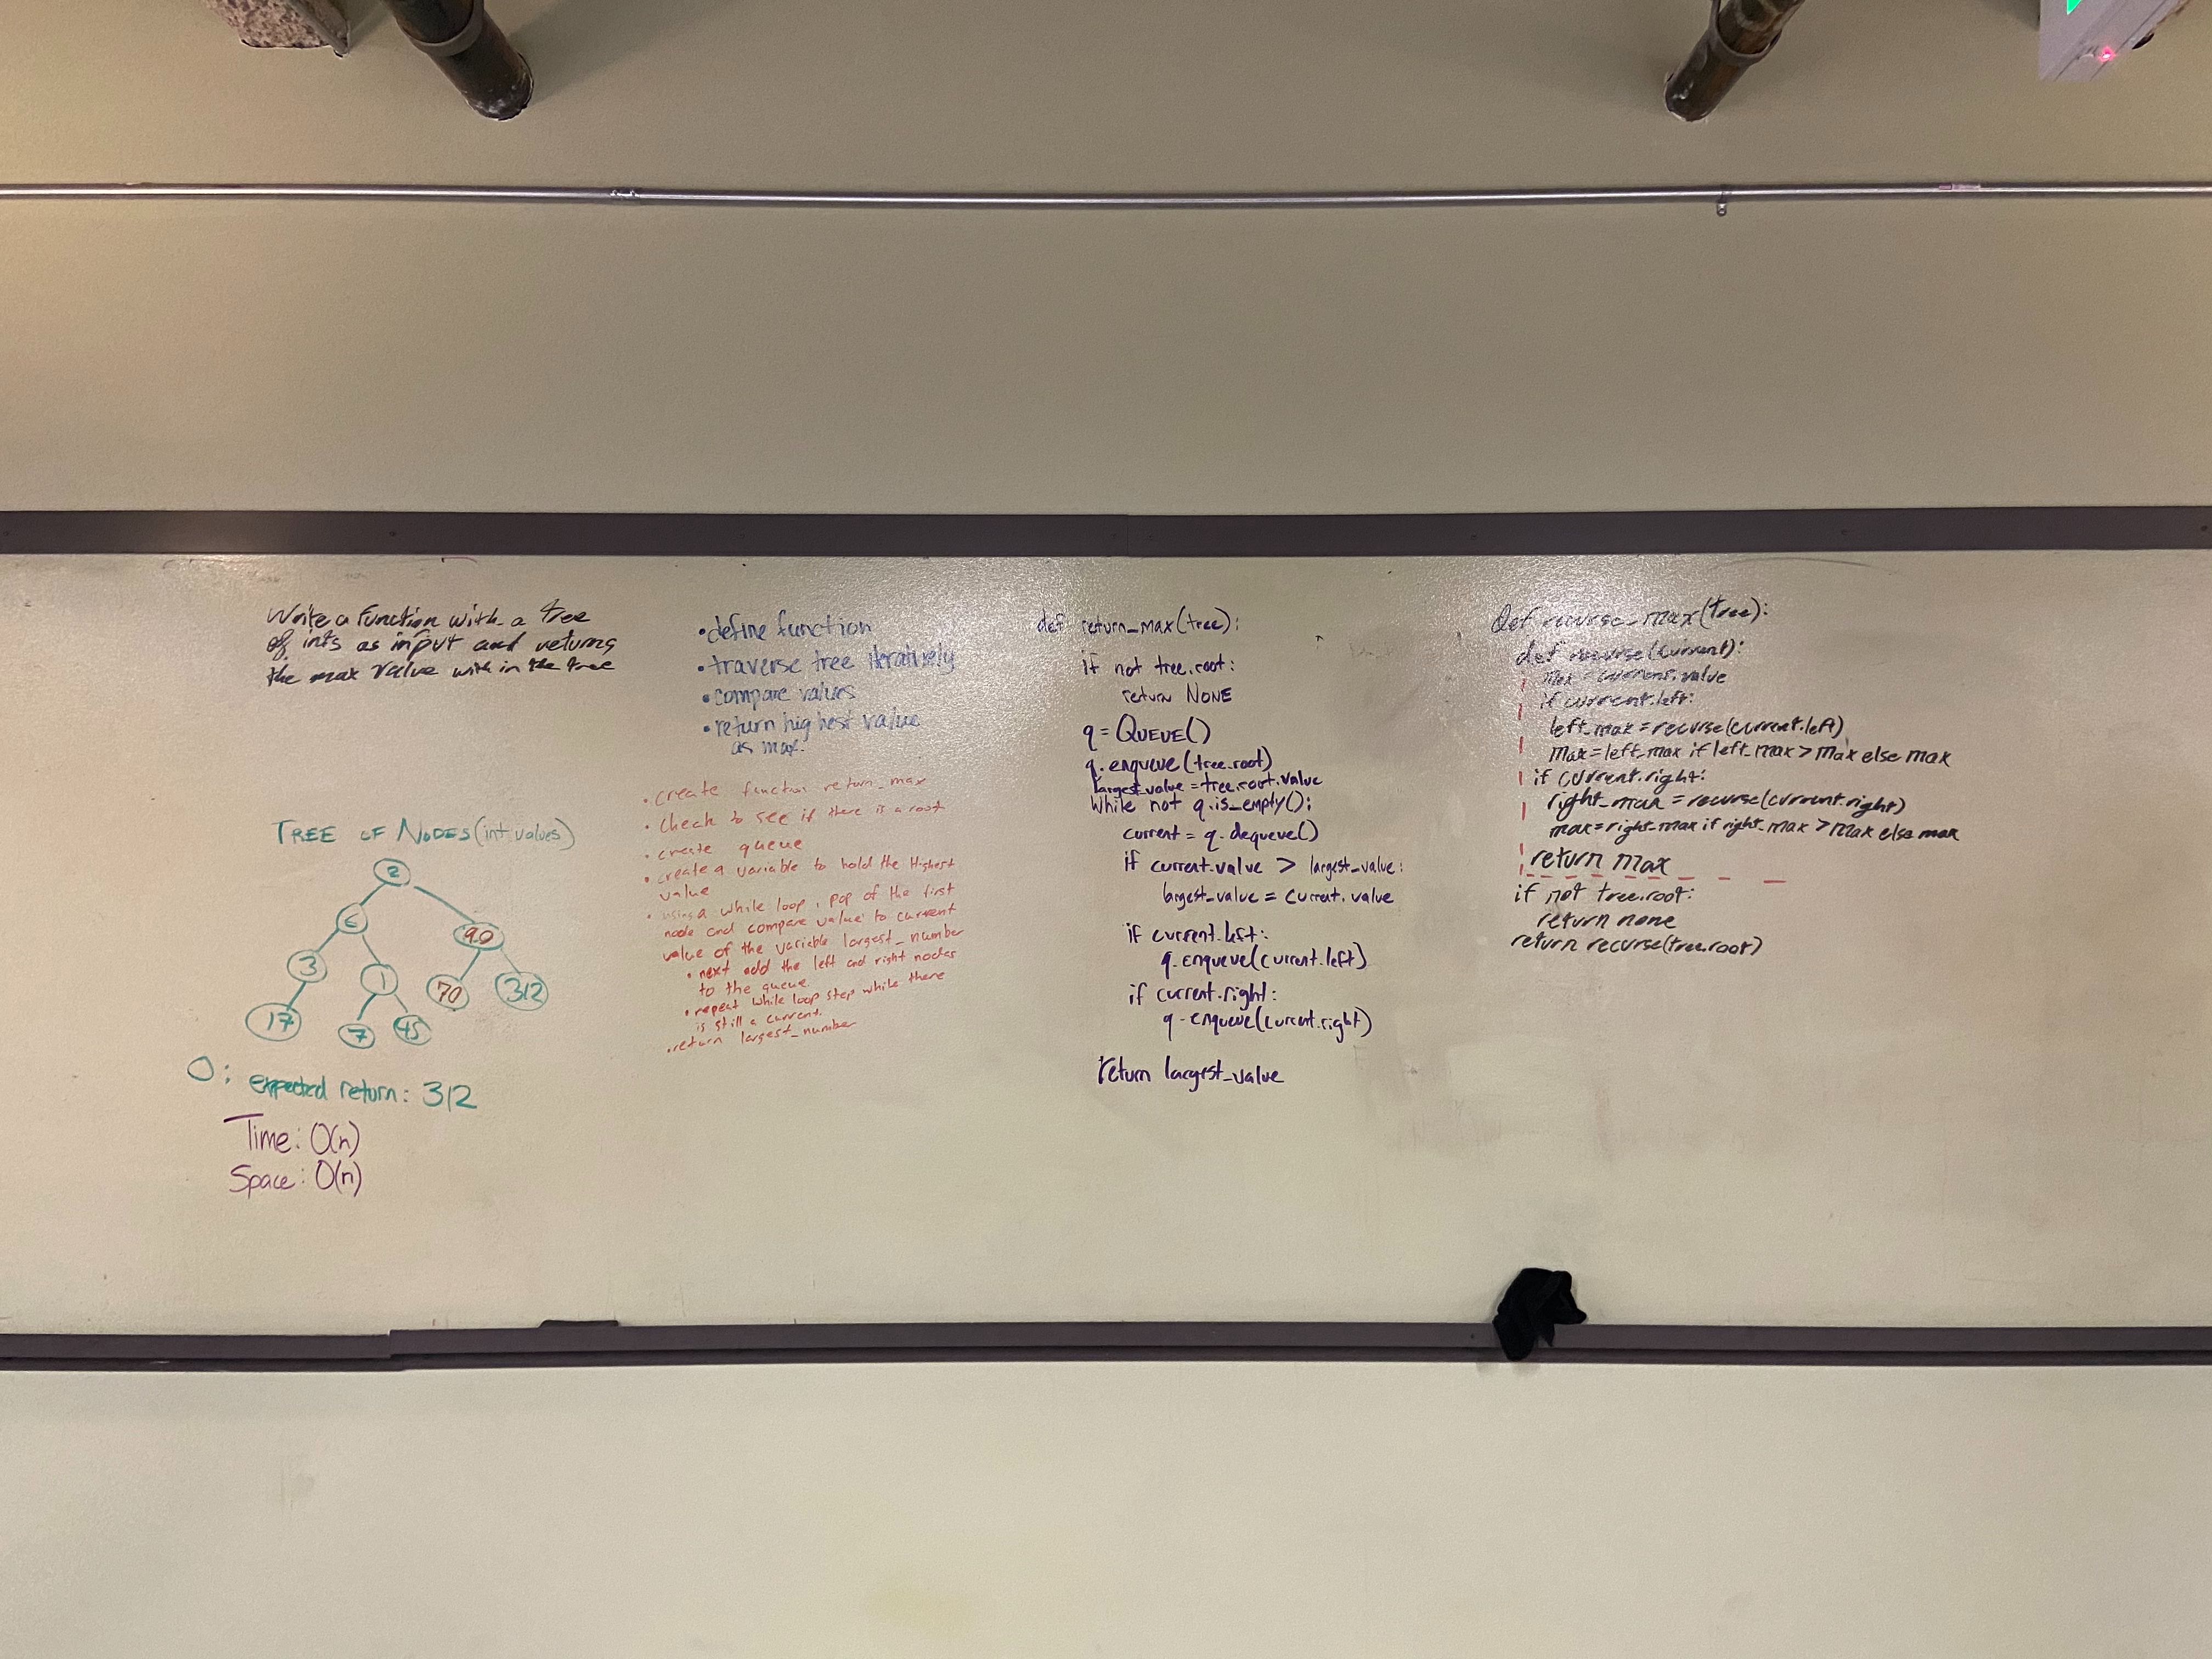 Write a function with a tree
of ints as input and returns
the max value with in the tree
TREE OF NODES (int values)
2
6
90
3
1
70
312
17
7
45
O: expected return: 312
Time: O(n)
Space: O(n)
• define function
• traverse tree iteratively
• compare values
• return highest value
as max.
• create function return_max
• check to see if there is a root
• create queue
• create a variable to hold the Highest
value
• using a while loop, pop of the first
node and compare value to current
value of the variable largest_number
• next add the left and right nodes
to the queue.
• repeat while loop step while there
is still a current.
• return largest_number
def return_max(tree):
if not tree.root:
return NONE
q = QUEUE()
q.enqueue(tree.root)
largest_value = tree.root.value
while not q.is_empty():
current = q.dequeue()
if current.value > largest_value:
largest_value = current.value
if current.left:
q.enqueue(current.left)
if current.right:
q.enqueue(current.right)
return largest_value
Def recurse_max(tree):
def recurse(current):
max = current.value
if current.left:
left_max = recurse(current.left)
max = left_max if left_max > max else max
if current.right:
right_max = recurse(current.right)
max = right_max if right_max > max else max
return max
if not tree.root:
return none
return recurse(tree.root)